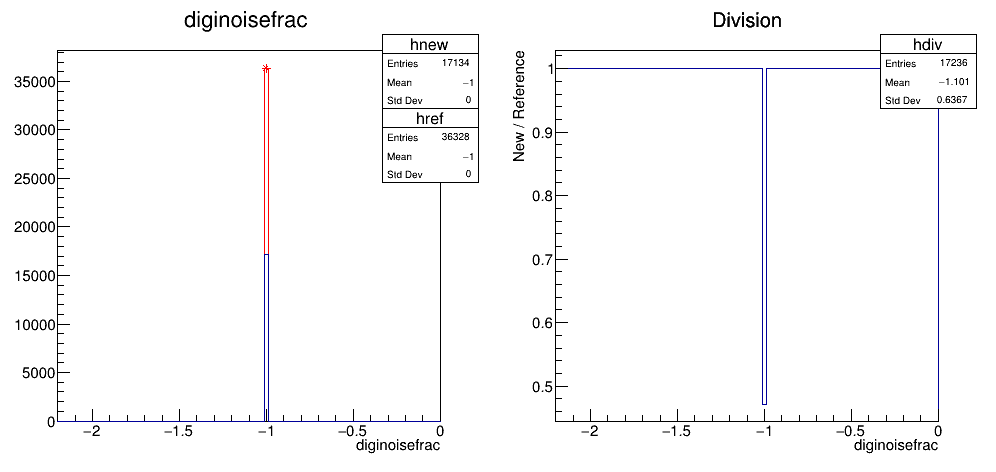 diginoisefrac
hnew
Entries 17134
Mean −1
Std Dev 0
href
Entries 36328
Mean −1
Std Dev 0
35000
30000
25000
20000
15000
10000
5000
0
−2 −1.5 −1 −0.5 0
diginoisefrac
Division
hdiv
Entries 17236
Mean −1.101
Std Dev 0.6367
New / Reference
1
0.9
0.8
0.7
0.6
0.5
−2 −1.5 −1 −0.5 0
diginoisefrac